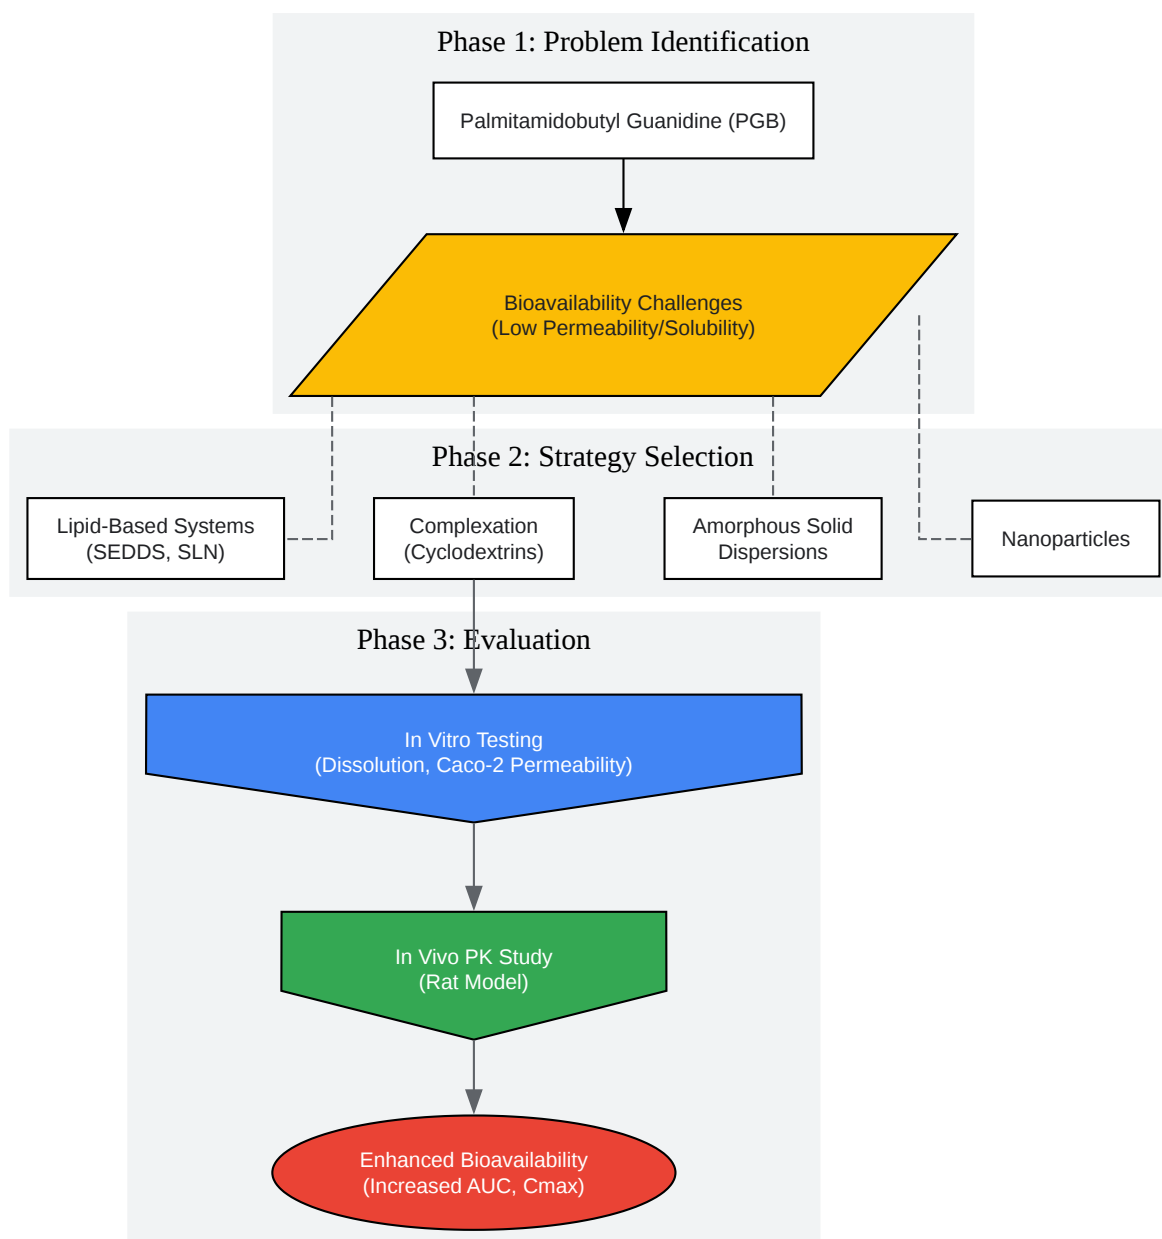 Phase 1: Problem Identification
Palmitamidobutyl Guanidine (PGB)
Bioavailability Challenges
(Low Permeability/Solubility)
Phase 2: Strategy Selection
Lipid-Based Systems
(SEDDS, SLN)
Complexation
(Cyclodextrins)
Amorphous Solid
Dispersions
Nanoparticles
Phase 3: Evaluation
In Vitro Testing
(Dissolution, Caco-2 Permeability)
In Vivo PK Study
(Rat Model)
Enhanced Bioavailability
(Increased AUC, Cmax)